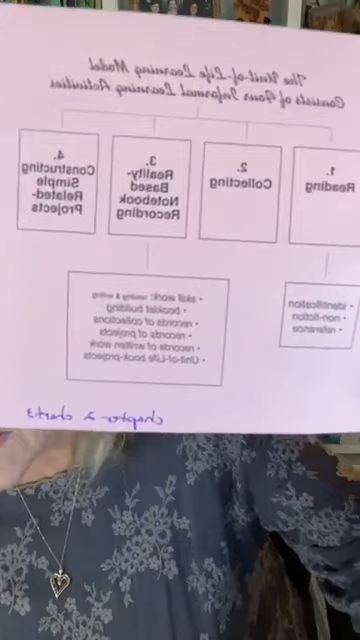 The Unit-of-Life Learning Model
Consists of Four Informal Learning Activities
1.
Reading
2.
Collecting
3.
Reality-
Based
Notebook
Recording
4.
Constructing
Simple
Related-
Projects
• identification
• non-fiction
• reference
• skill work: reading & writing
• booklet building
• records of collections
• records of projects
• records of written work
• Unit-of-Life book-projects
chapter 2 chart 3